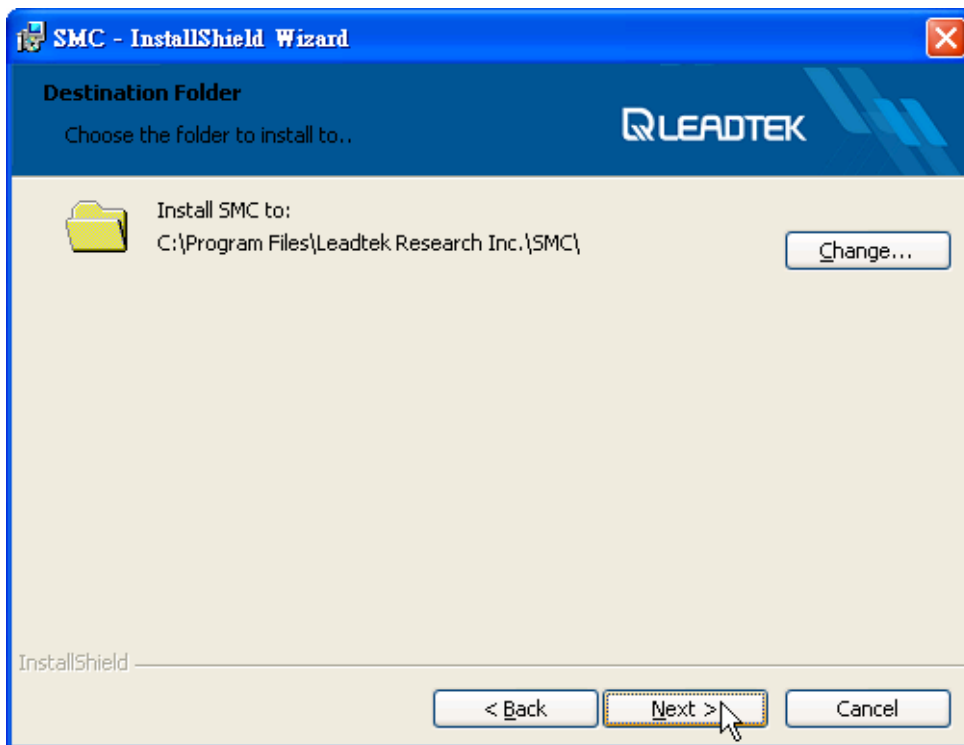 SMC - InstallShield Wizard
Destination Folder
Choose the folder to install to..
LEADTEK
Install SMC to:
C:\Program Files\Leadtek Research Inc.\SMC\
Change...
InstallShield
< Back
Next >
Cancel